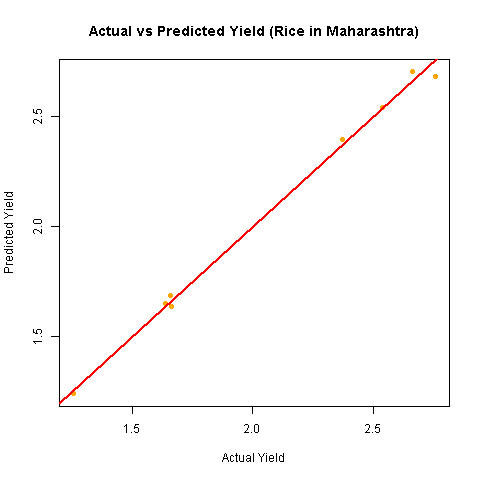 Actual vs Predicted Yield (Rice in Maharashtra)
Predicted Yield
2.5
2.0
1.5
1.5 2.0 2.5
Actual Yield